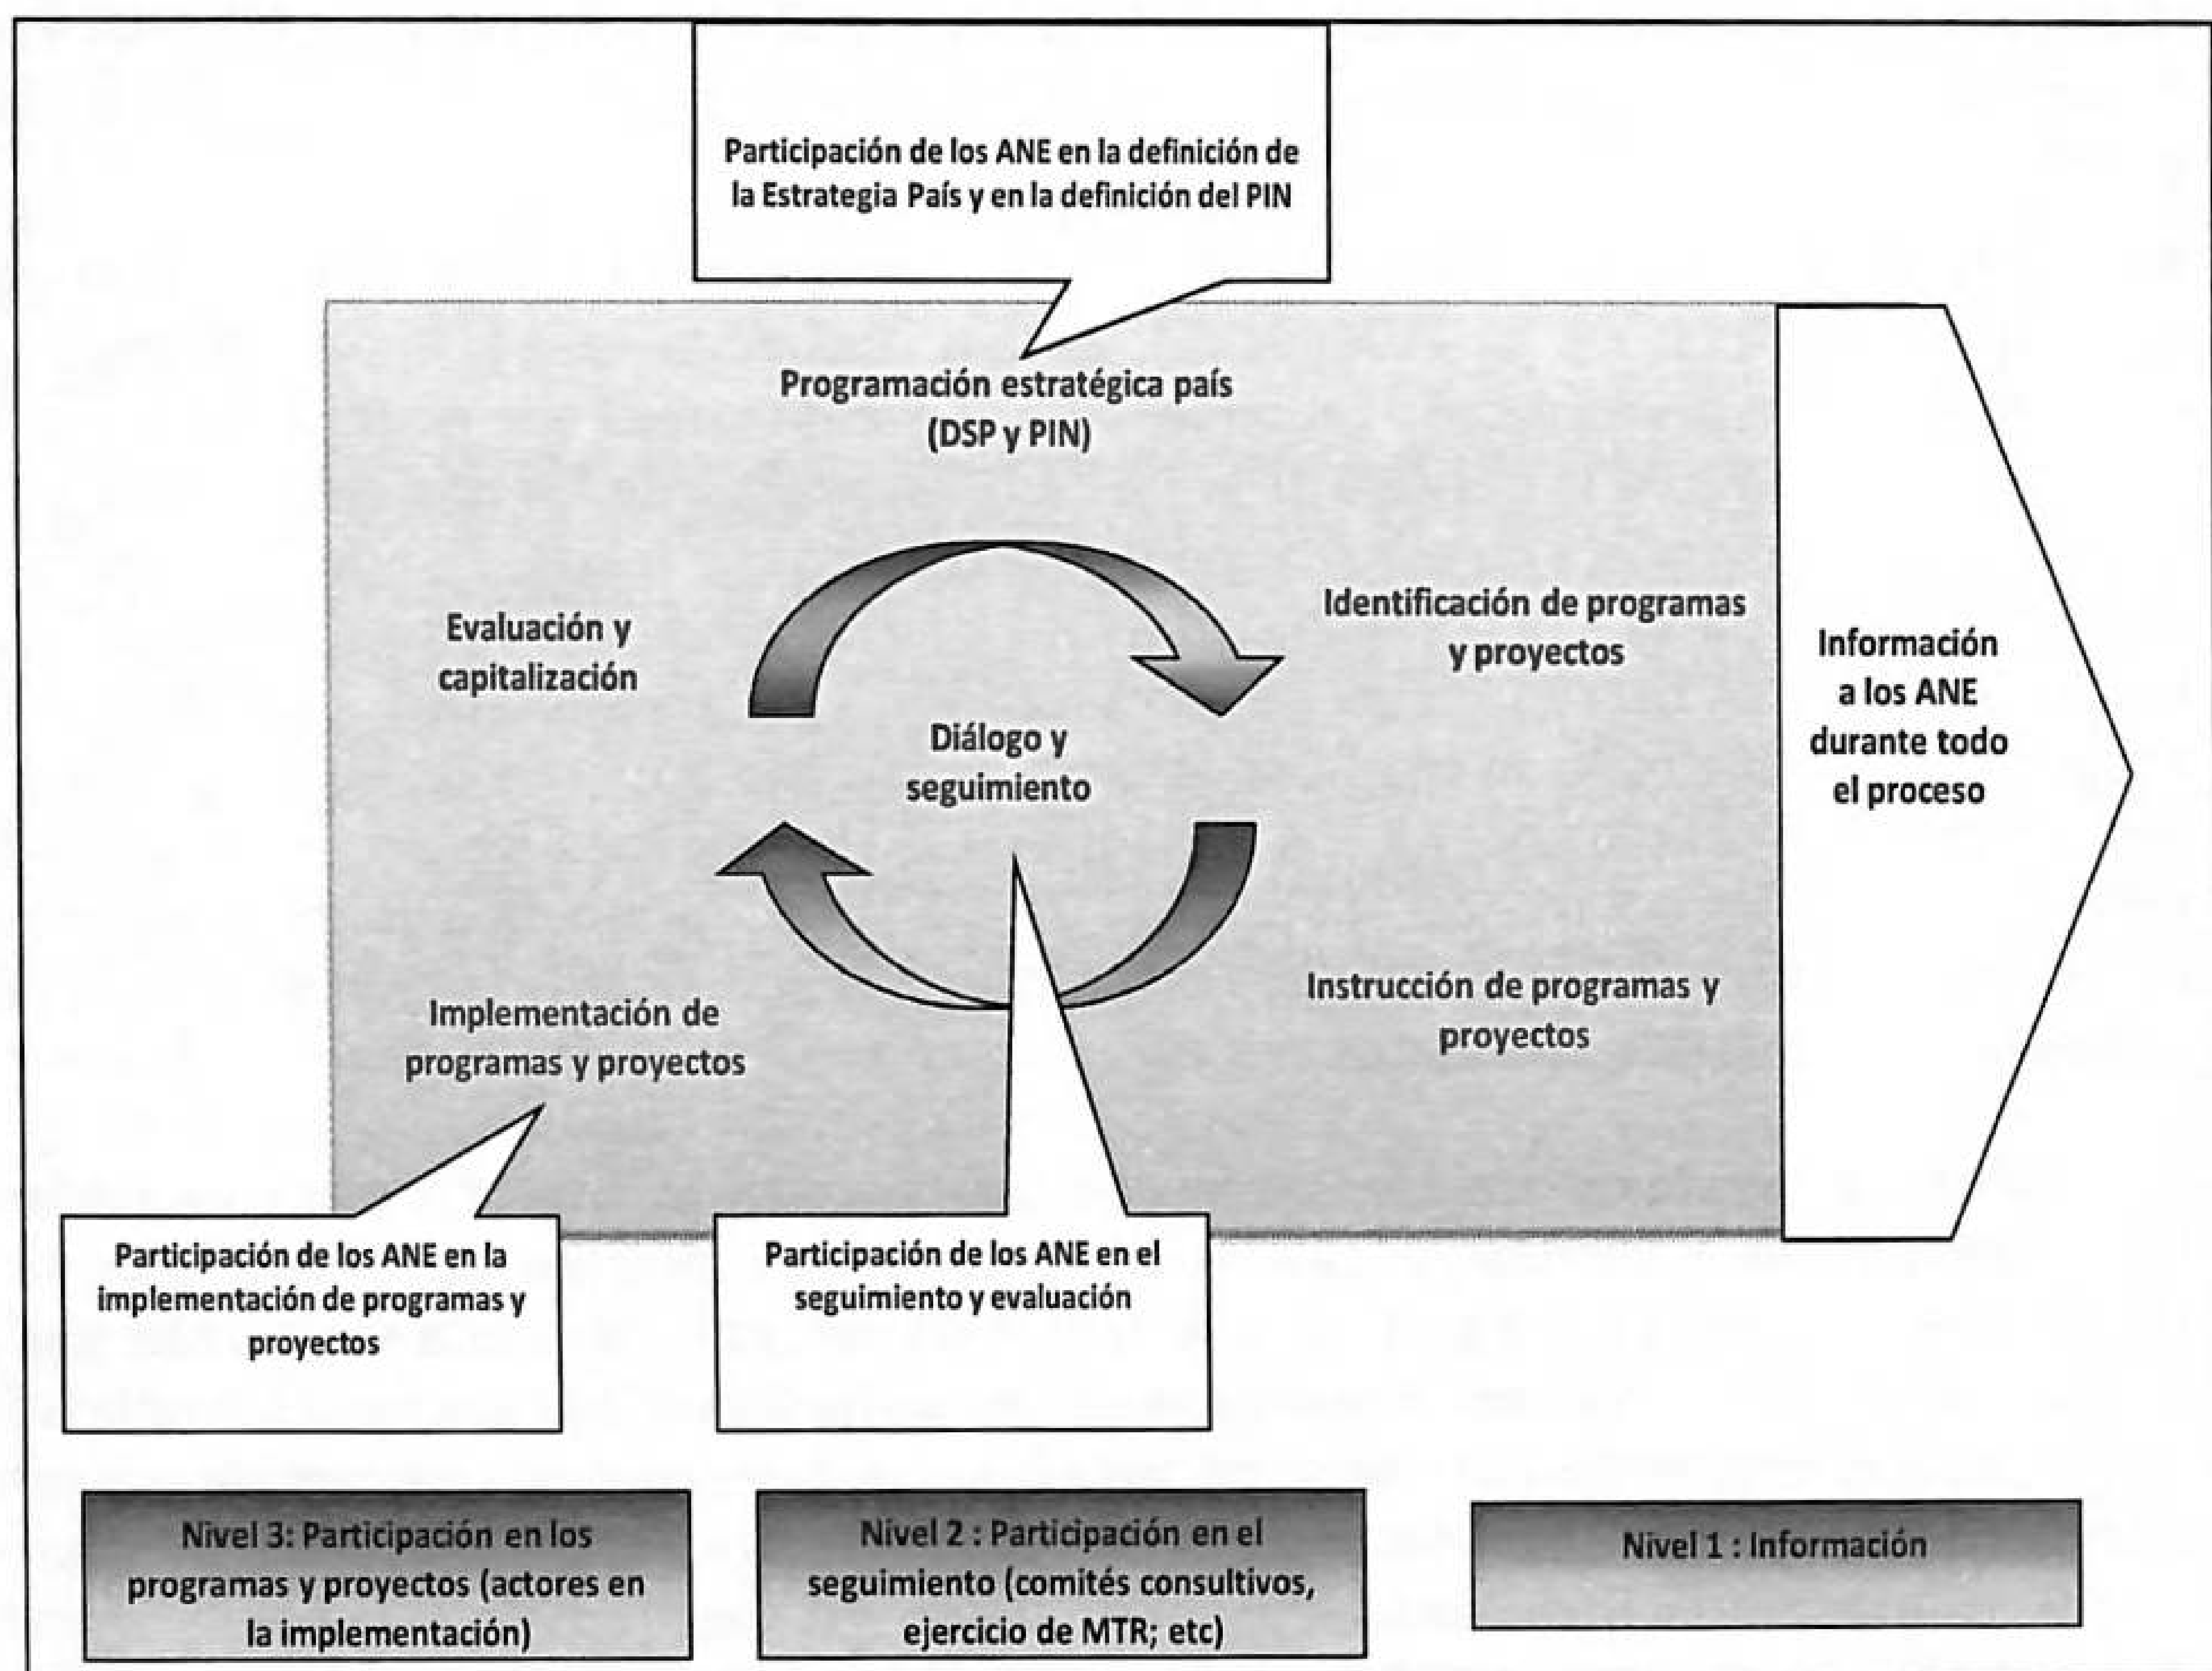 Participación de los ANE en la definición de
la Estrategia País y en la definición del PIN
Programación estratégica país
(DSP y PIN)
Evaluación y
capitalización
Identificación de programas
y proyectos
Diálogo y
seguimiento
Información
a los ANE
durante todo
el proceso
Implementación de
programas y proyectos
Instrucción de programas y
proyectos
Participación de los ANE en la
implementación de programas y
proyectos
Participación de los ANE en el
seguimiento y evaluación
Nivel 3: Participación en los
programas y proyectos (actores en
la implementación)
Nivel 2 : Participación en el
seguimiento (comités consultivos,
ejercicio de MTR; etc)
Nivel 1 : Información